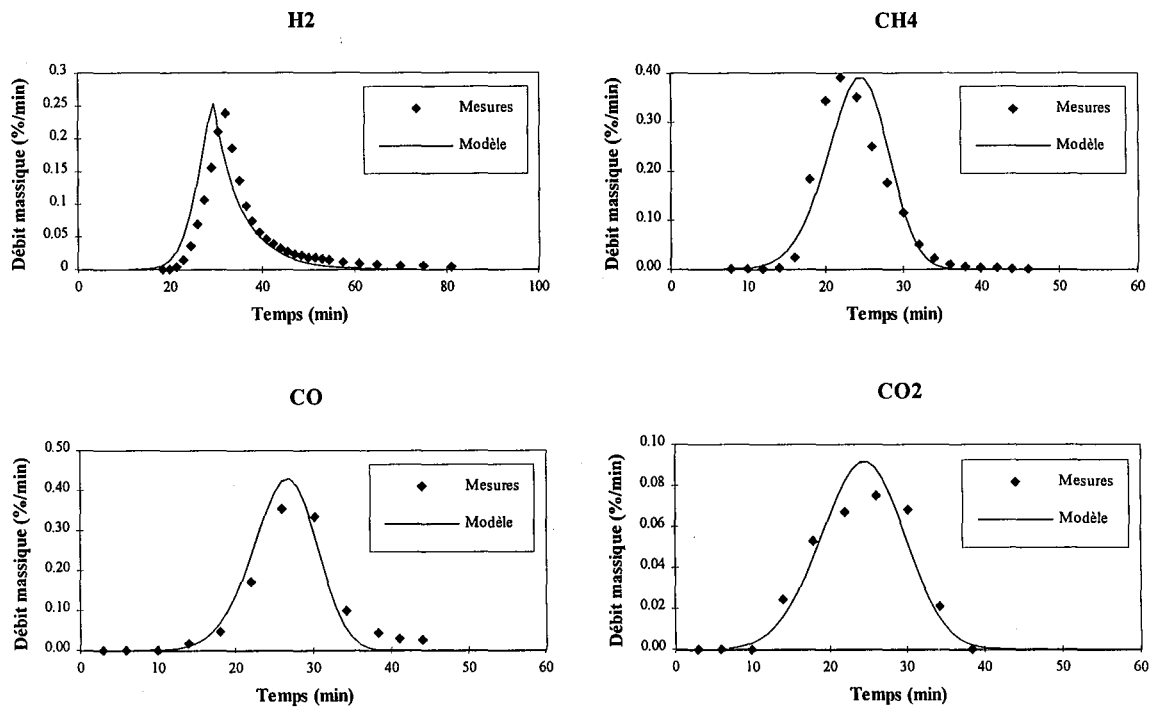 H2
Débit massique (%/min)
0.3
0.25
0.2
0.15
0.1
0.05
0
0 20 40 60 80 100
Temps (min)
Mesures
Modèle
CH4
Débit massique (%/min)
0.40
0.30
0.20
0.10
0.00
0 10 20 30 40 50 60
Temps (min)
Mesures
Modèle
CO
Débit massique (%/min)
0.50
0.40
0.30
0.20
0.10
0.00
0 10 20 30 40 50 60
Temps (min)
Mesures
Modèle
CO2
Débit massique (%/min)
0.10
0.08
0.06
0.04
0.02
0.00
0 10 20 30 40 50 60
Temps (min)
Mesures
Modèle